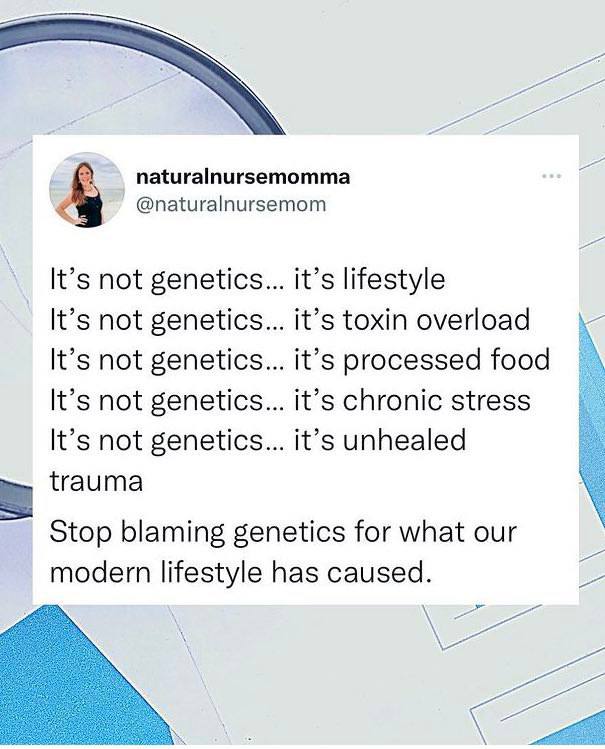 naturalnursemomma
@naturalnursemom
It’s not genetics... it’s lifestyle
It’s not genetics... it’s toxin overload
It’s not genetics... it’s processed food
It’s not genetics... it’s chronic stress
It’s not genetics... it’s unhealed
trauma
Stop blaming genetics for what our
modern lifestyle has caused.